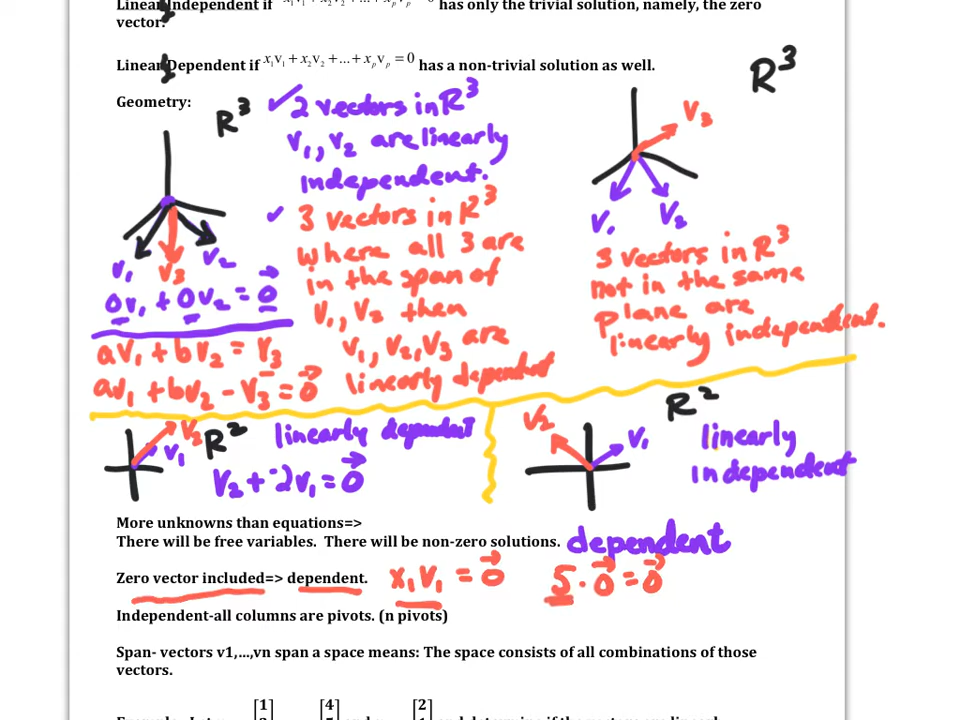 Linear Independent if x₁v₁ + x₂v₂ + ... + xₚvₚ = 0 has only the trivial solution, namely, the zero
vector.
Linear Dependent if x₁v₁ + x₂v₂ + ... + xₚvₚ = 0 has a non-trivial solution as well.
Geometry:
R³
v₁
v₃
v₂
0v₁ + 0v₂ = 0⃗
av₁ + bv₂ = v₃
av₁ + bv₂ - v₃ = 0⃗
✓ 2 vectors in R³
v₁, v₂ are linearly
independent.
✓ 3 vectors in R³
where all 3 are
in the span of
v₁, v₂ then
v₁, v₂, v₃ are
linearly dependent
R³
v₃
v₁
v₂
3 vectors in R³
not in the same
plane are
linearly independent.
v₂
v₁
R²
linearly dependent
v₂ + -2v₁ = 0⃗
R²
v₂
v₁
linearly
independent
More unknowns than equations=>
There will be free variables. There will be non-zero solutions. dependent
Zero vector included=> dependent. x₁v₁ = 0⃗ 5 · 0⃗ = 0⃗
Independent-all columns are pivots. (n pivots)
Span- vectors v1,...,vn span a space means: The space consists of all combinations of those
vectors.
[1] [4] [2]